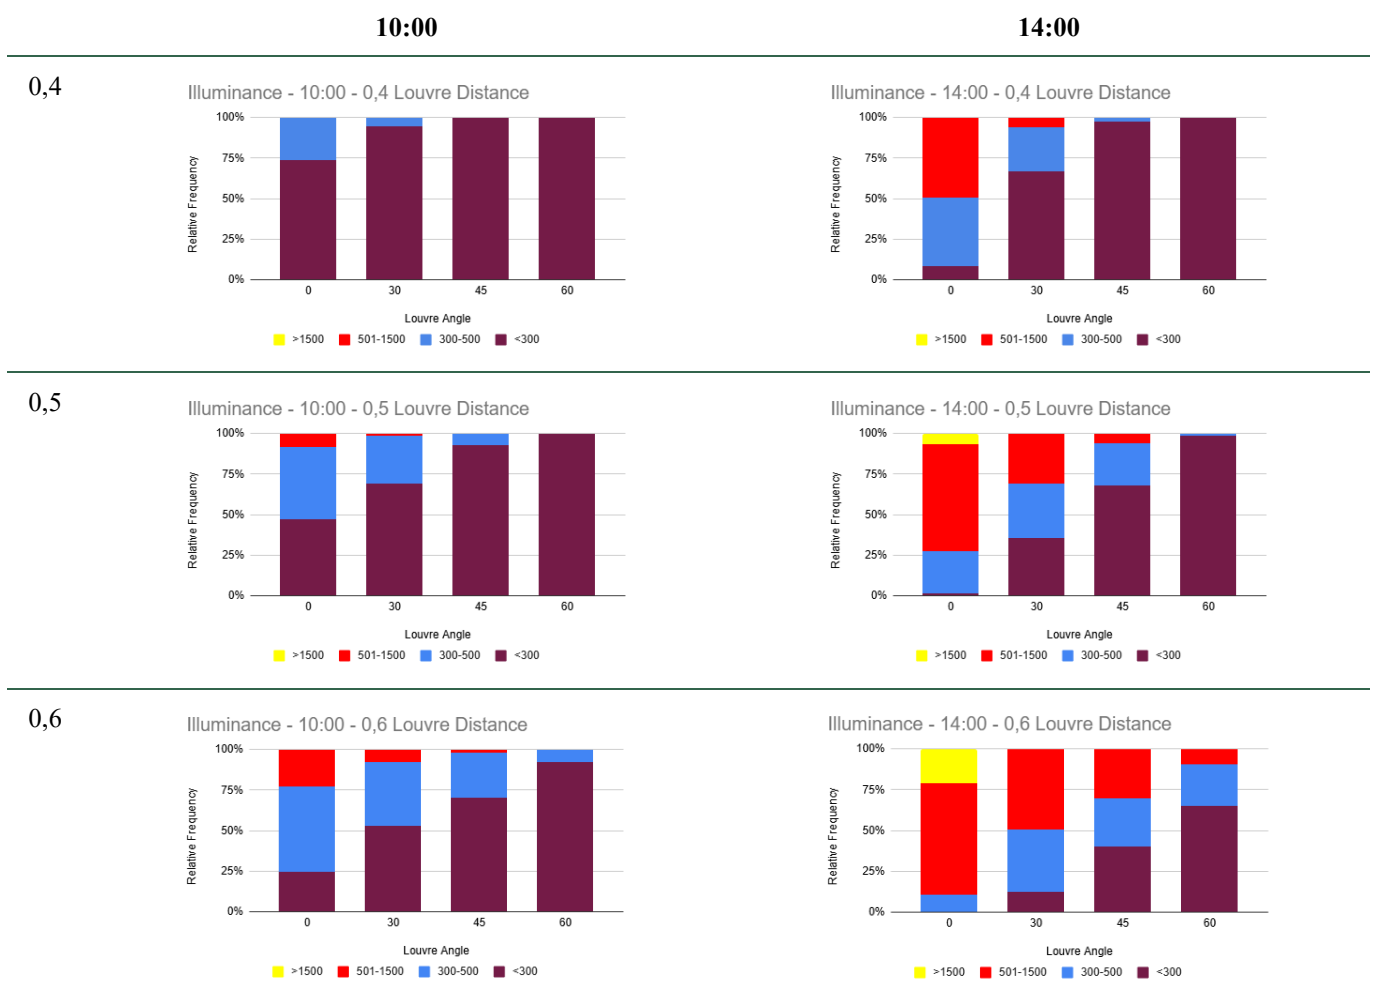 10:00 14:00
0,4
Illuminance - 10:00 - 0,4 Louvre Distance
Relative Frequency
100%
75%
50%
25%
0%
0 30 45 60
Louvre Angle
>1500 501-1500 300-500 <300
Illuminance - 14:00 - 0,4 Louvre Distance
Relative Frequency
100%
75%
50%
25%
0%
0 30 45 60
Louvre Angle
>1500 501-1500 300-500 <300
0,5
Illuminance - 10:00 - 0,5 Louvre Distance
Relative Frequency
100%
75%
50%
25%
0%
0 30 45 60
Louvre Angle
>1500 501-1500 300-500 <300
Illuminance - 14:00 - 0,5 Louvre Distance
Relative Frequency
100%
75%
50%
25%
0%
0 30 45 60
Louvre Angle
>1500 501-1500 300-500 <300
0,6
Illuminance - 10:00 - 0,6 Louvre Distance
Relative Frequency
100%
75%
50%
25%
0%
0 30 45 60
Louvre Angle
>1500 501-1500 300-500 <300
Illuminance - 14:00 - 0,6 Louvre Distance
Relative Frequency
100%
75%
50%
25%
0%
0 30 45 60
Louvre Angle
>1500 501-1500 300-500 <300